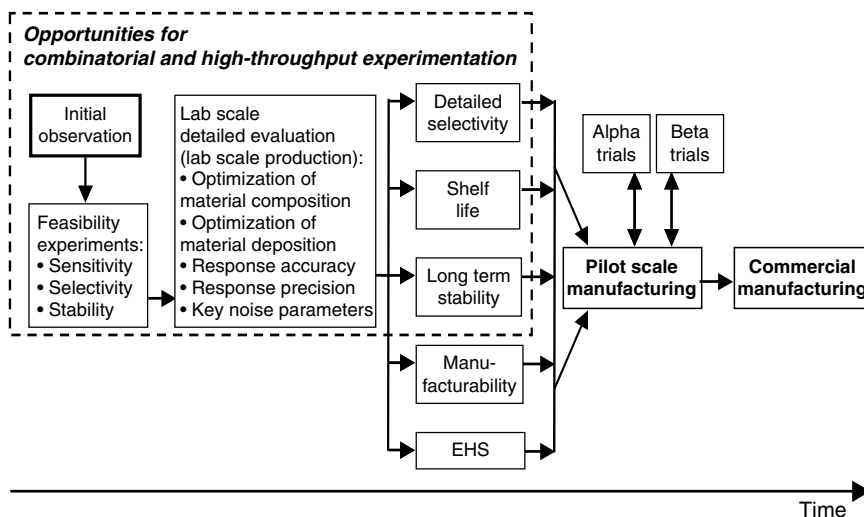 Opportunities for
combinatorial and high-throughput experimentation
Initial
observation
Feasibility
experiments:
• Sensitivity
• Selectivity
• Stability
Lab scale
detailed evaluation
(lab scale production):
• Optimization of
material composition
• Optimization of
material deposition
• Response accuracy
• Response precision
• Key noise parameters
Detailed
selectivity
Shelf
life
Long term
stability
Manu-
facturability
EHS
Alpha
trials
Beta
trials
Pilot scale
manufacturing
Commercial
manufacturing
Time